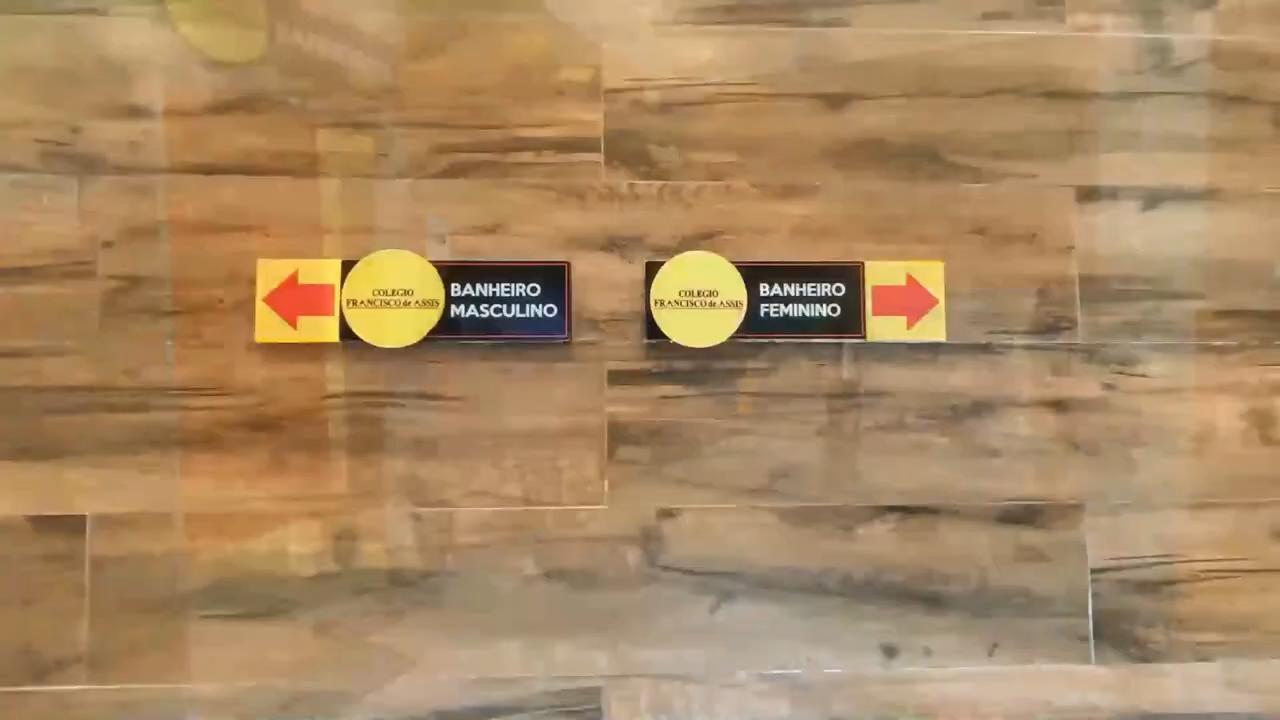 COLEGIO
FRANCISCO de ASSIS
BANHEIRO
MASCULINO
COLEGIO
FRANCISCO de ASSIS
BANHEIRO
FEMININO